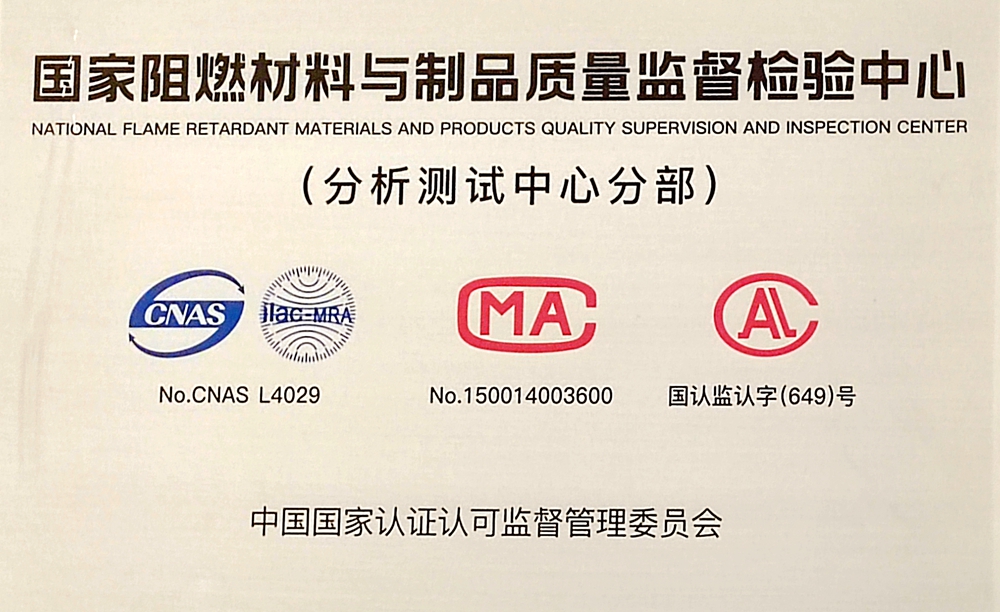 国家阻燃材料与制品质量监督检验中心
NATIONAL FLAME RETARDANT MATERIALS AND PRODUCTS QUALITY SUPERVISION AND INSPECTION CENTER
(分析测试中心分部)
CNAS ilac-MRA MA AL
No.CNAS L4029 No.150014003600 国认监认字(649)号
中国国家认证认可监督管理委员会